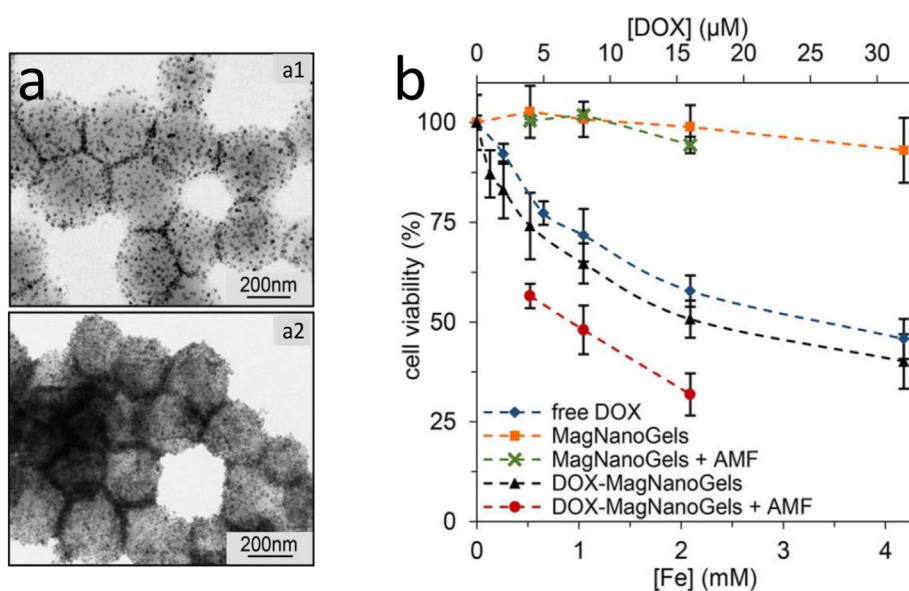 a
a1
200nm
a2
200nm
b
[DOX] (µM)
0 5 10 15 20 25 30
100
75
50
25
0
cell viability (%)
free DOX
MagNanoGels
MagNanoGels + AMF
DOX-MagNanoGels
DOX-MagNanoGels + AMF
0 1 2 3 4
[Fe] (mM)